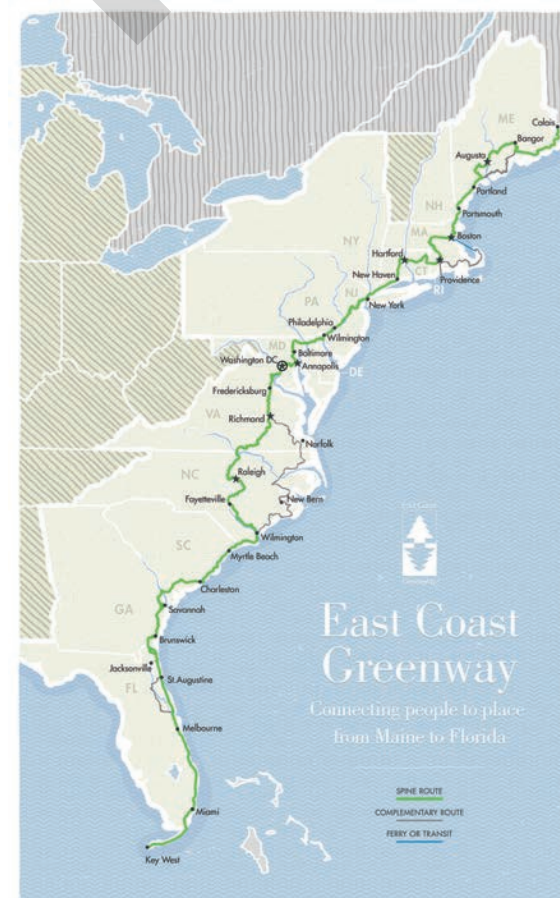 ME
Calais
Bangor
Augusta
Portland
NH
Portsmouth
MA
Boston
NY
Hartford
CT
RI
Providence
New Haven
PA
NJ
New York
Philadelphia
Wilmington
MD
Baltimore
Washington DC
Annapolis
DE
Fredericksburg
VA
Richmond
Norfolk
NC
Raleigh
Fayetteville
New Bern
Wilmington
SC
Myrtle Beach
Charleston
GA
Savannah
Brunswick
Jacksonville
FL
St.Augustine
Melbourne
Miami
Key West
East Coast
Greenway
Connecting people to place
from Maine to Florida
SPINE ROUTE
COMPLEMENTARY ROUTE
FERRY OR TRANSIT